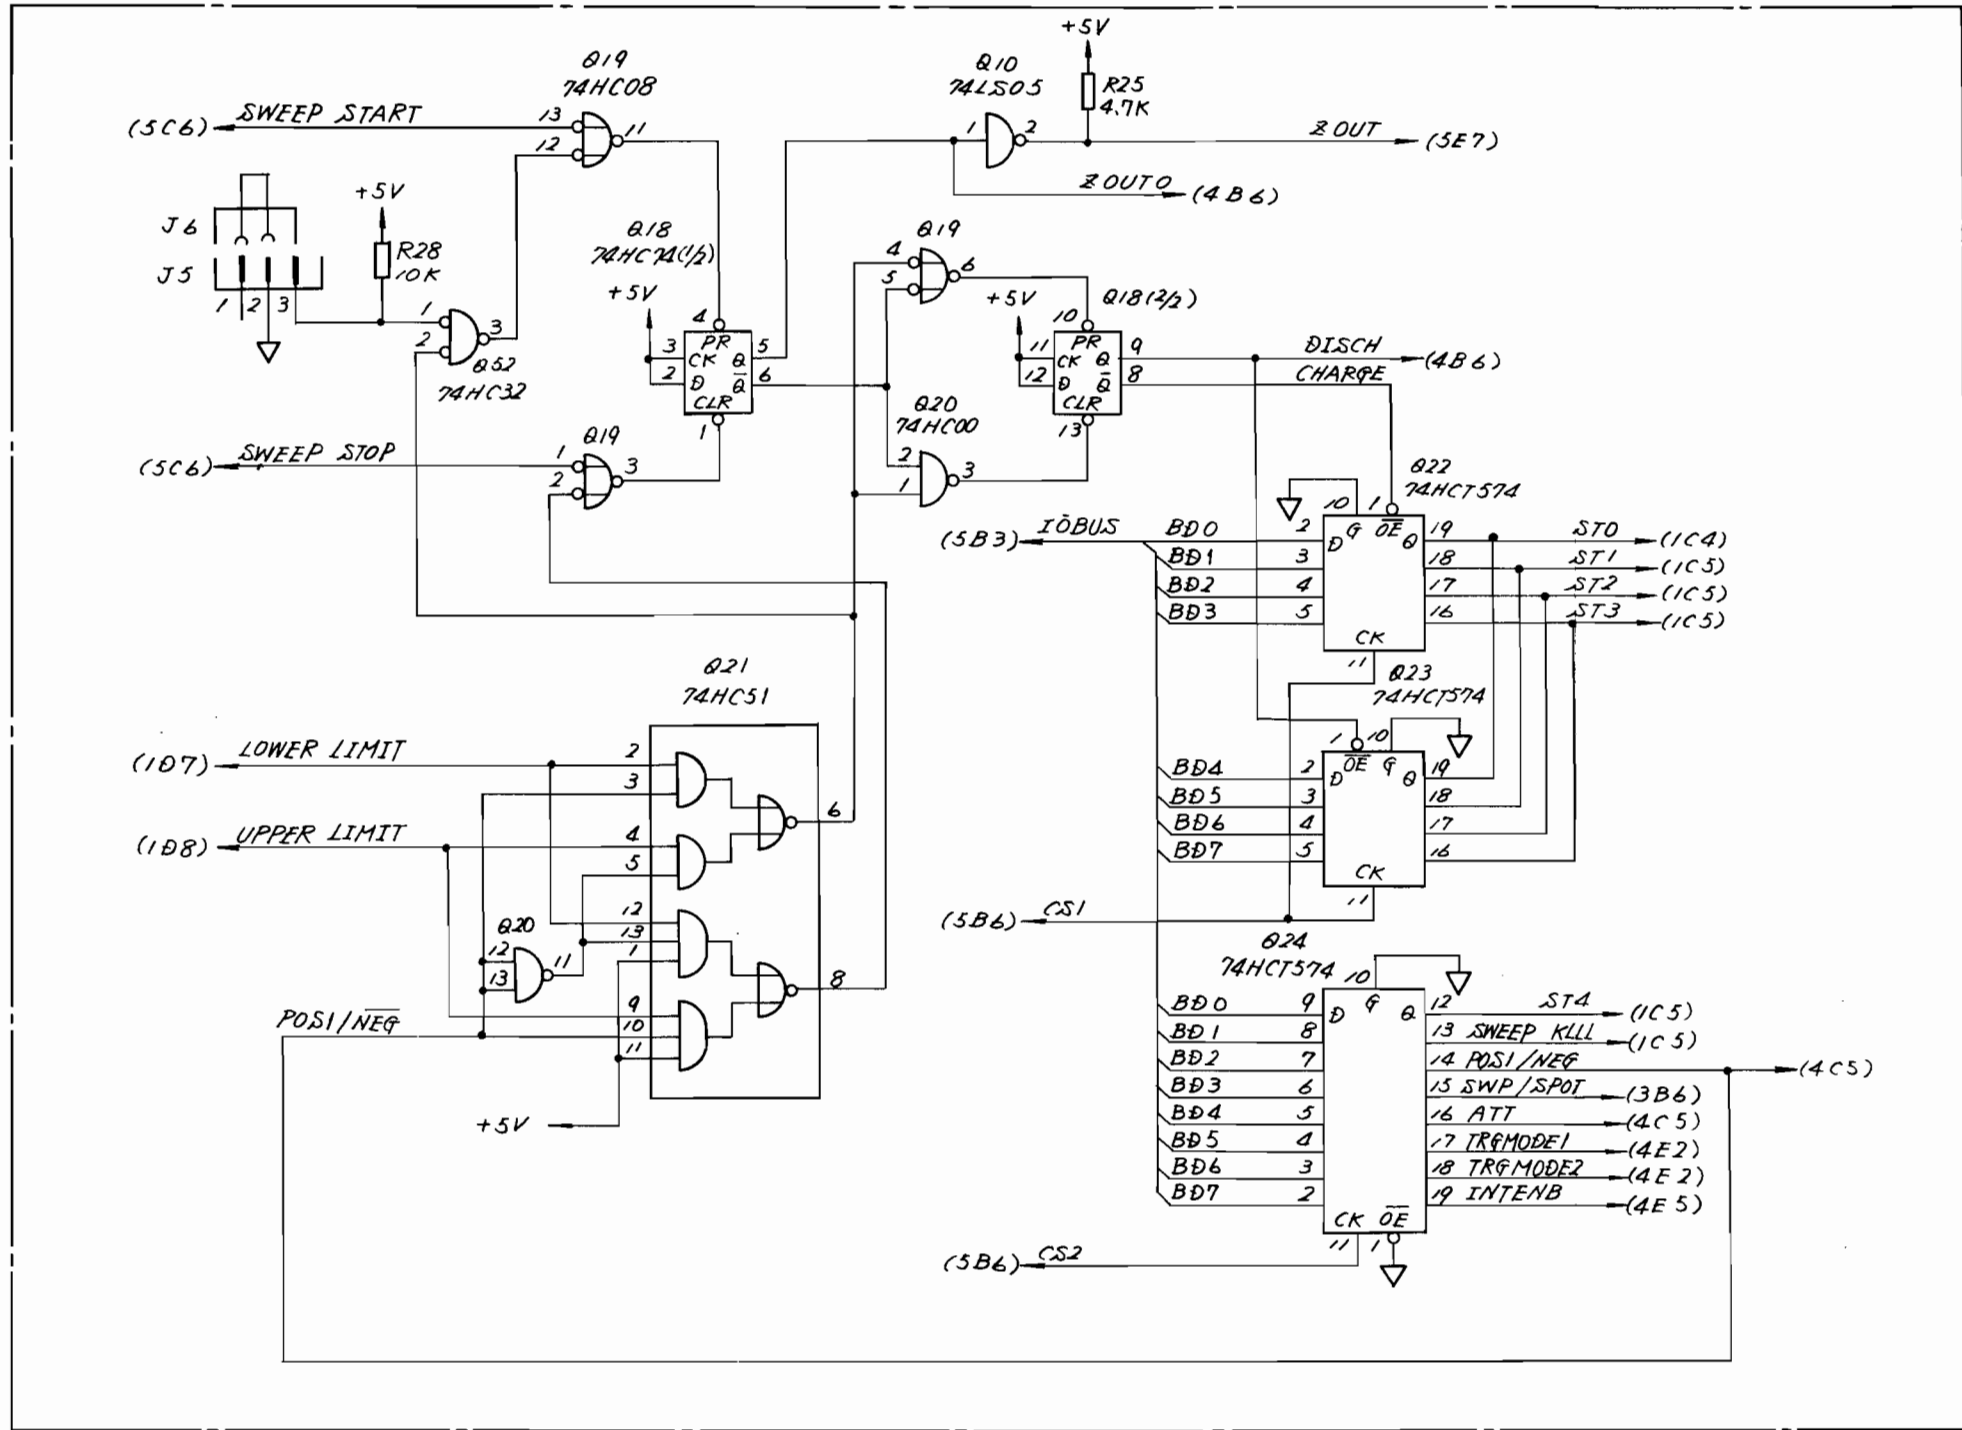 +5V
Q19
74HC08
Q10
74LS05
R25
4.7K
(5C6) SWEEP START 13
12
11
1 2
Z OUT (5E7)
Z OUT0 (4B6)
J6
J5
1 2 3
+5V
R28
10K
1
2
3
Q52
74HC32
Q18
74HC74(1/2)
+5V
4
PR
3 CK Q 5
2 D Q̅ 6
CLR
1
Q19
4
5
6
+5V
Q18(2/2)
10
PR
11 CK Q 9
12 D Q̅ 8
CLR
13
DISCH (4B6)
CHARGE
Q20
74HC00
2
1
3
(5C6) SWEEP STOP 1
2
Q19
3
Q22
74HCT574
10 1
G O̅E̅
(5B3) IOBUS BD0 2 D Q 19 ST0 (1C4)
BD1 3 18 ST1 (1C5)
BD2 4 17 ST2 (1C5)
BD3 5 16 ST3 (1C5)
CK
11
Q23
74HCT574
1 10
O̅E̅ G
BD4 2 D Q 19
BD5 3 18
BD6 4 17
BD7 5 16
CK
11
(5B6) CS1
Q21
74HC51
(1D7) LOWER LIMIT 2
3
6
(1D8) UPPER LIMIT 4
5
12
13
1
8
Q20
12
13
11
9
10
11
POSI/N̅E̅G̅
+5V
Q24
74HCT574
10
G
BD0 9 D Q 12 ST4 (1C5)
BD1 8 13 SWEEP KLLL (1C5)
BD2 7 14 POSI/NEG (4C5)
BD3 6 15 SWP/SPOT (3B6)
BD4 5 16 ATT (4C5)
BD5 4 17 TRGMODE1 (4E2)
BD6 3 18 TRGMODE2 (4E2)
BD7 2 19 INTENB (4E5)
CK O̅E̅
11 1
(5B6) CS2